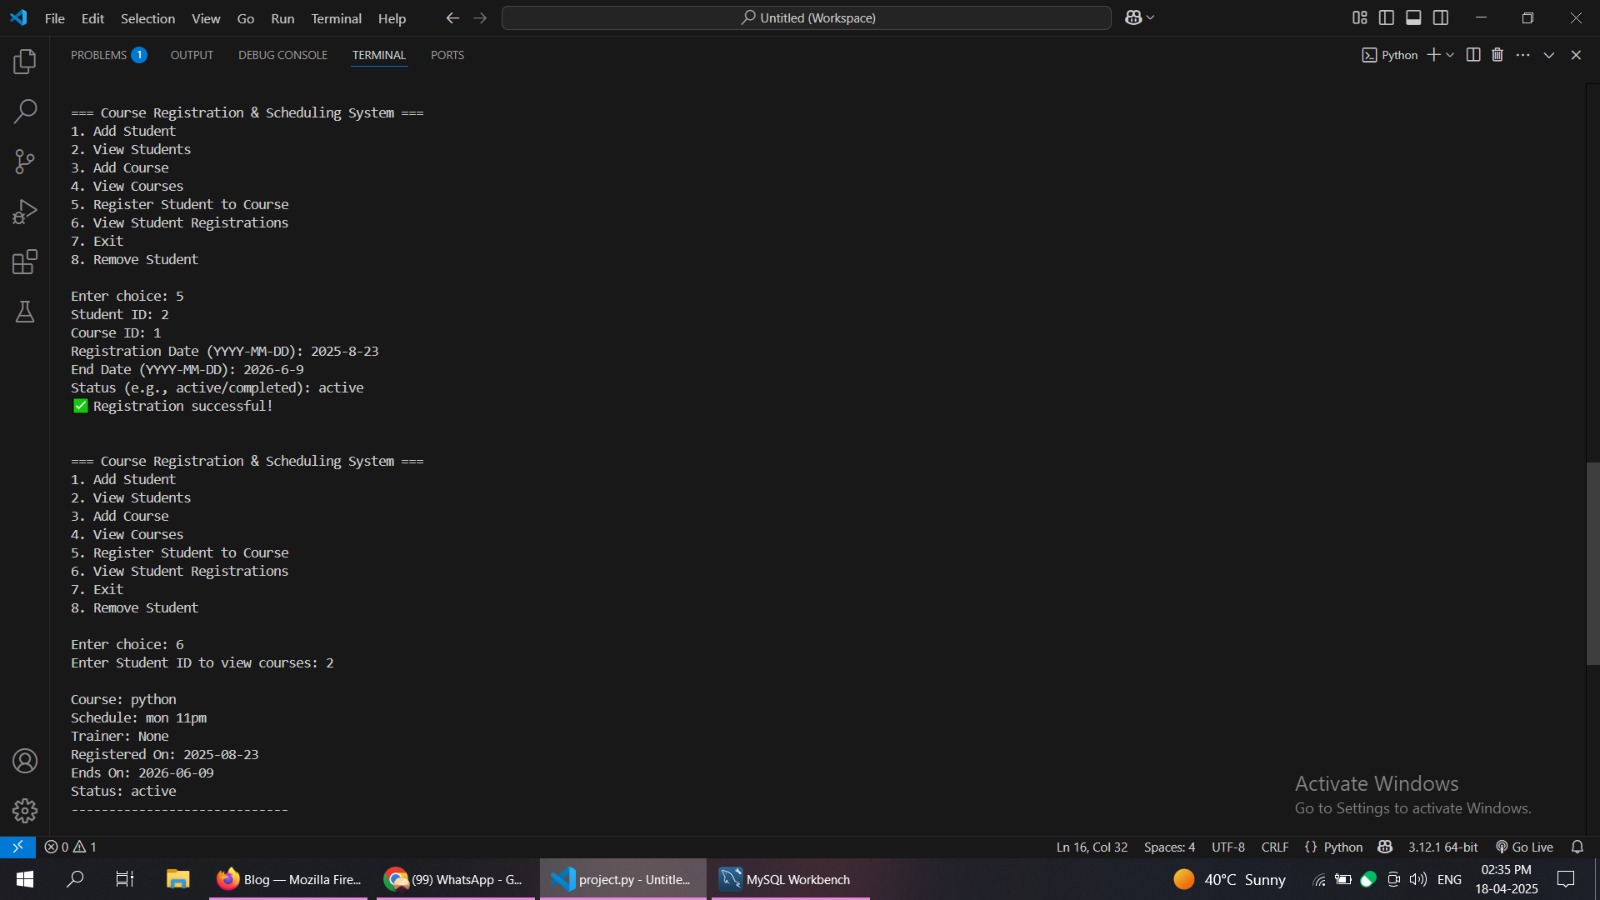 File Edit Selection View Go Run Terminal Help
Untitled (Workspace)
PROBLEMS 1 OUTPUT DEBUG CONSOLE TERMINAL PORTS
Python
=== Course Registration & Scheduling System ===
1. Add Student
2. View Students
3. Add Course
4. View Courses
5. Register Student to Course
6. View Student Registrations
7. Exit
8. Remove Student
Enter choice: 5
Student ID: 2
Course ID: 1
Registration Date (YYYY-MM-DD): 2025-8-23
End Date (YYYY-MM-DD): 2026-6-9
Status (e.g., active/completed): active
✅ Registration successful!
=== Course Registration & Scheduling System ===
1. Add Student
2. View Students
3. Add Course
4. View Courses
5. Register Student to Course
6. View Student Registrations
7. Exit
8. Remove Student
Enter choice: 6
Enter Student ID to view courses: 2
Course: python
Schedule: mon 11pm
Trainer: None
Registered On: 2025-08-23
Ends On: 2026-06-09
Status: active
-----------------------------
Activate Windows
Go to Settings to activate Windows.
0 1 Ln 16, Col 32 Spaces: 4 UTF-8 CRLF {} Python 3.12.1 64-bit Go Live
Blog — Mozilla Fire... (99) WhatsApp - G... project.py - Untitle... MySQL Workbench 40°C Sunny ENG 02:35 PM
18-04-2025